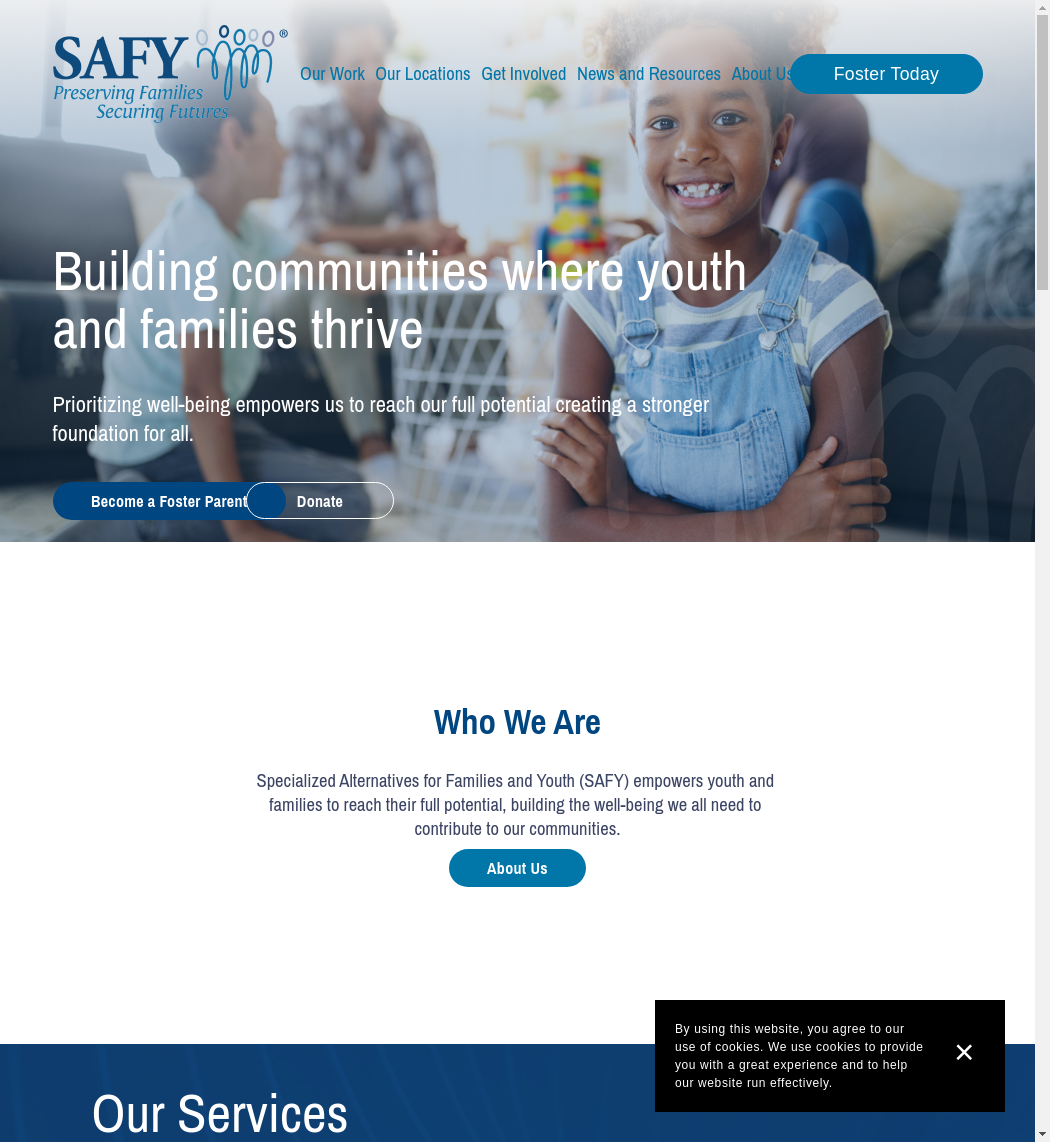 SAFY®
Preserving Families
Securing Futures
Our Work Our Locations Get Involved News and Resources About Us Foster Today
Building communities where youth
and families thrive
Prioritizing well-being empowers us to reach our full potential creating a stronger
foundation for all.
Become a Foster Parent Donate
Who We Are
Specialized Alternatives for Families and Youth (SAFY) empowers youth and
families to reach their full potential, building the well-being we all need to
contribute to our communities.
About Us
By using this website, you agree to our
use of cookies. We use cookies to provide
you with a great experience and to help
our website run effectively.
Our Services